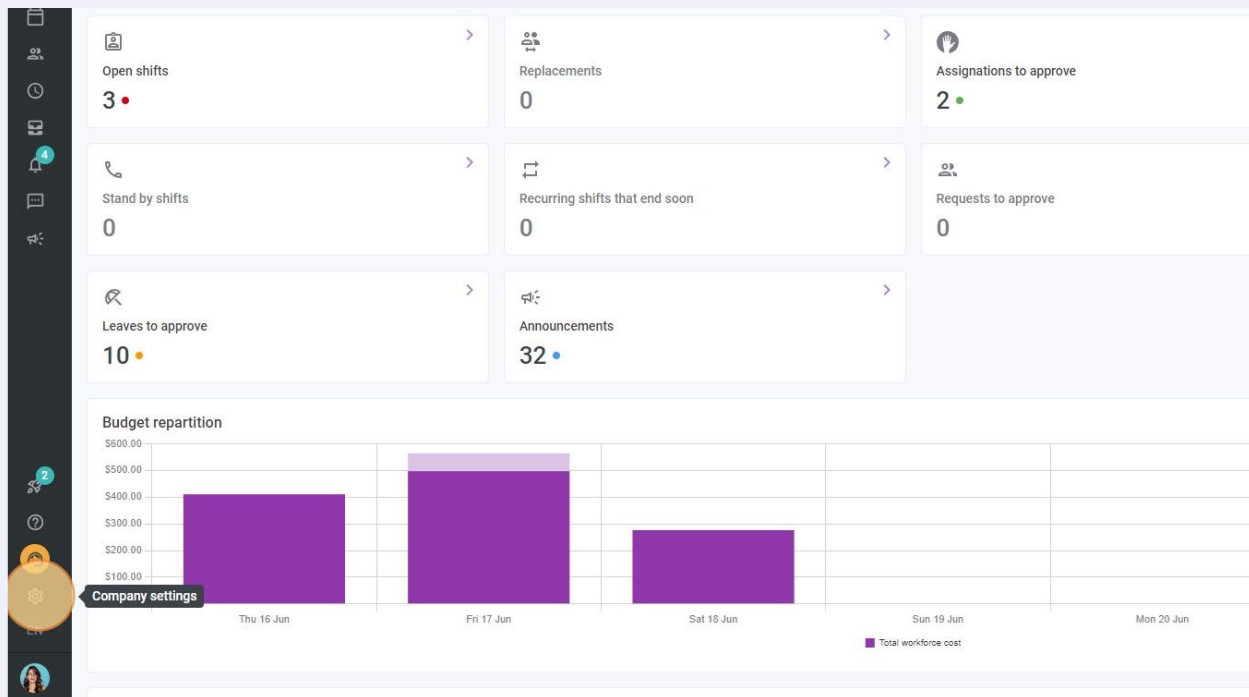 Open shifts
3
Replacements
0
Assignations to approve
2
4
Stand by shifts
0
Recurring shifts that end soon
0
Requests to approve
0
Leaves to approve
10
Announcements
32
Budget repartition
$600.00
$500.00
$400.00
$300.00
$200.00
$100.00
2
Company settings
EN
Thu 16 Jun
Fri 17 Jun
Sat 18 Jun
Sun 19 Jun
Mon 20 Jun
Total workforce cost